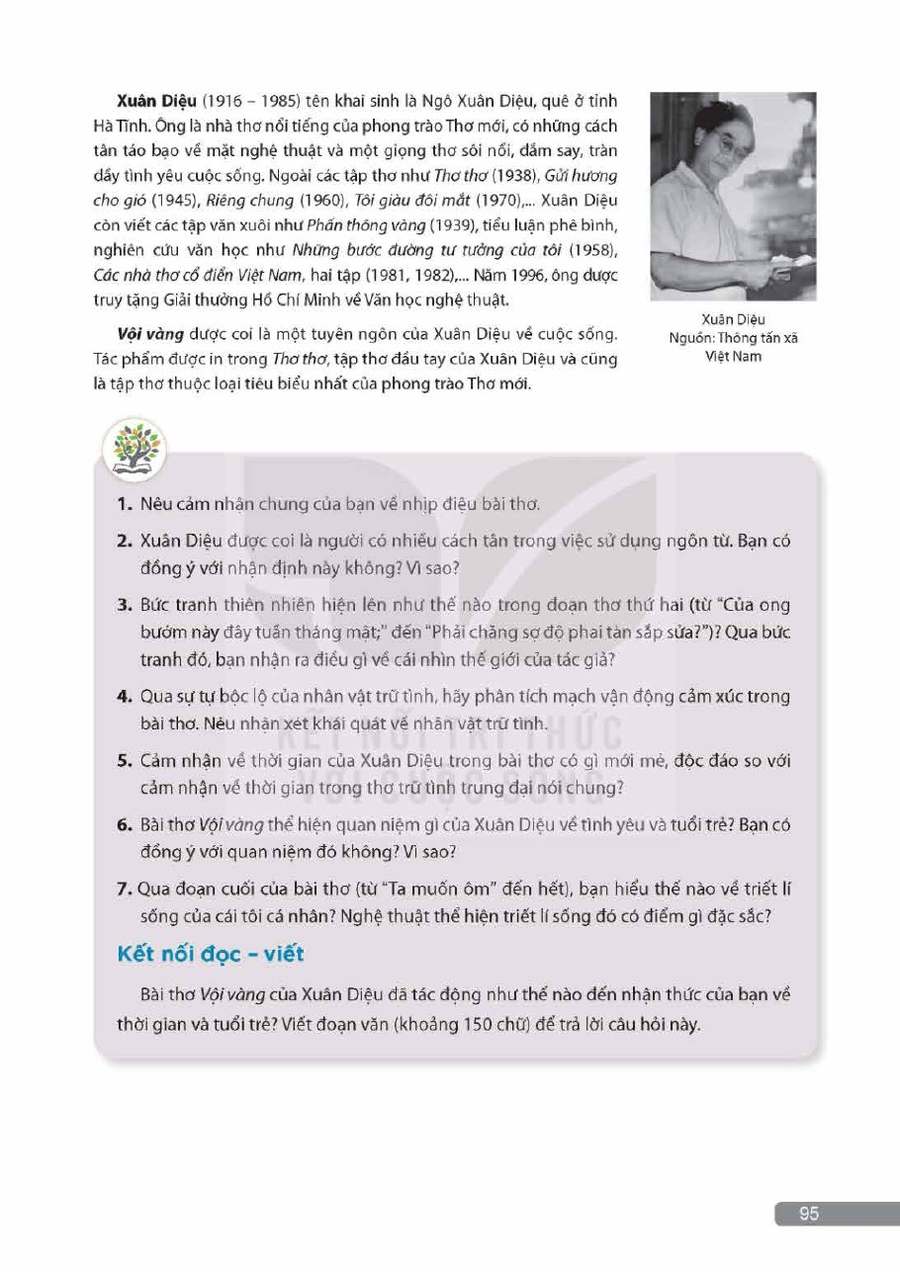 Xuân Diệu (1916 – 1985) tên khai sinh là Ngô Xuân Diệu, quê ở tỉnh
Hà Tĩnh. Ông là nhà thơ nổi tiếng của phong trào Thơ mới, có những cách
tân táo bạo về mặt nghệ thuật và một giọng thơ sôi nổi, đắm say, tràn
đầy tình yêu cuộc sống. Ngoài các tập thơ như Thơ thơ (1938), Gửi hương
cho gió (1945), Riêng chung (1960), Tôi giàu đôi mắt (1970),... Xuân Diệu
còn viết các tập văn xuôi như Phấn thông vàng (1939), tiểu luận phê bình,
nghiên cứu văn học như Những bước đường tư tưởng của tôi (1958),
Các nhà thơ cổ điển Việt Nam, hai tập (1981, 1982),... Năm 1996, ông được
truy tặng Giải thưởng Hồ Chí Minh về Văn học nghệ thuật.
Vội vàng được coi là một tuyên ngôn của Xuân Diệu về cuộc sống.
Tác phẩm được in trong Thơ thơ, tập thơ đầu tay của Xuân Diệu và cũng
là tập thơ thuộc loại tiêu biểu nhất của phong trào Thơ mới.
Xuân Diệu
Nguồn: Thông tấn xã
Việt Nam
1. Nêu cảm nhận chung của bạn về nhịp điệu bài thơ.
2. Xuân Diệu được coi là người có nhiều cách tân trong việc sử dụng ngôn từ. Bạn có
đồng ý với nhận định này không? Vì sao?
3. Bức tranh thiên nhiên hiện lên như thế nào trong đoạn thơ thứ hai (từ “Của ong
bướm này đây tuần tháng mật;” đến “Phải chăng sợ độ phai tàn sắp sửa?”)? Qua bức
tranh đó, bạn nhận ra điều gì về cái nhìn thế giới của tác giả?
4. Qua sự tự bộc lộ của nhân vật trữ tình, hãy phân tích mạch vận động cảm xúc trong
bài thơ. Nêu nhận xét khái quát về nhân vật trữ tình.
5. Cảm nhận về thời gian của Xuân Diệu trong bài thơ có gì mới mẻ, độc đáo so với
cảm nhận về thời gian trong thơ trữ tình trung đại nói chung?
6. Bài thơ Vội vàng thể hiện quan niệm gì của Xuân Diệu về tình yêu và tuổi trẻ? Bạn có
đồng ý với quan niệm đó không? Vì sao?
7. Qua đoạn cuối của bài thơ (từ “Ta muốn ôm” đến hết), bạn hiểu thế nào về triết lí
sống của cái tôi cá nhân? Nghệ thuật thể hiện triết lí sống đó có điểm gì đặc sắc?
KẾT NỐI TRI THỨC
VỚI CUỘC SỐNG
Kết nối đọc – viết
Bài thơ Vội vàng của Xuân Diệu đã tác động như thế nào đến nhận thức của bạn về
thời gian và tuổi trẻ? Viết đoạn văn (khoảng 150 chữ) để trả lời câu hỏi này.
95